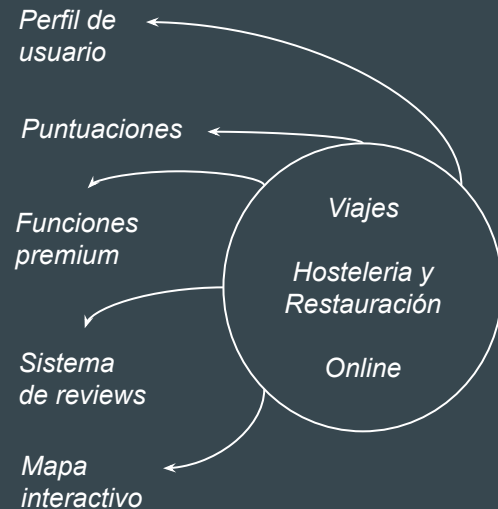 Perfil de
usuario
Puntuaciones
Funciones
premium
Sistema
de reviews
Mapa
interactivo
Viajes
Hosteleria y
Restauración
Online